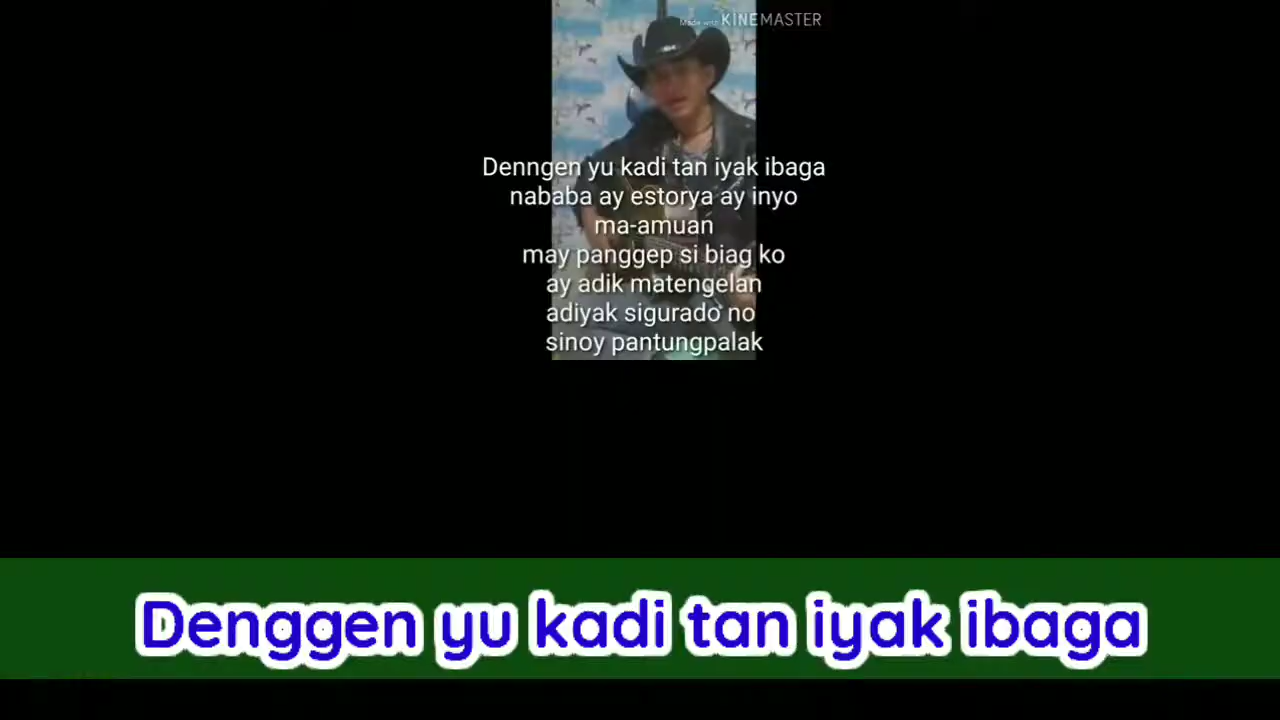 Made with KINEMASTER
Denngen yu kadi tan iyak ibaga
nababa ay estorya ay inyo
ma-amuan
may panggep si biag ko
ay adik matengelan
adiyak sigurado no
sinoy pantungpalak
Denggen yu kadi tan iyak ibaga